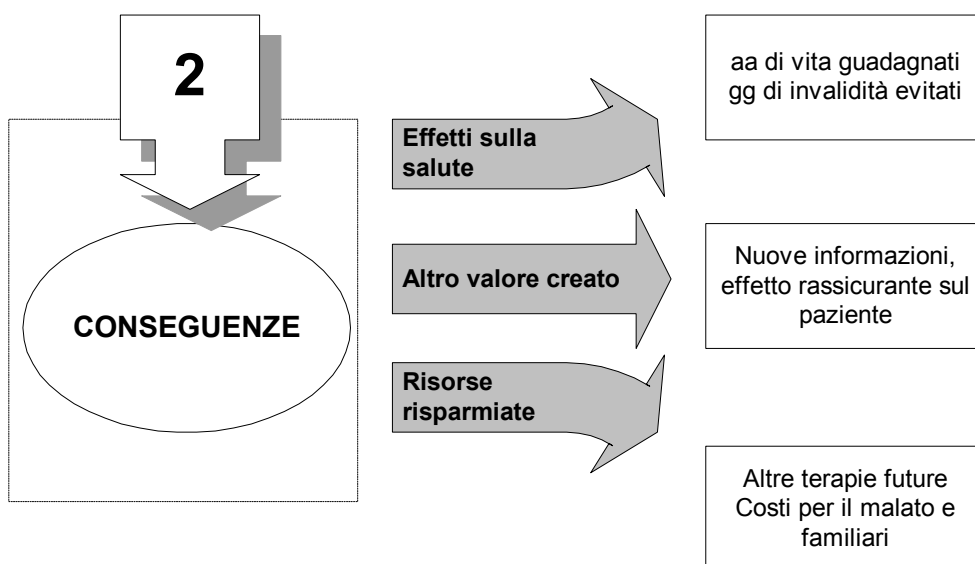 2
CONSEGUENZE
Effetti sulla
salute
aa di vita guadagnati
gg di invalidità evitati
Altro valore creato
Nuove informazioni,
effetto rassicurante sul
paziente
Risorse
risparmiate
Altre terapie future
Costi per il malato e
familiari